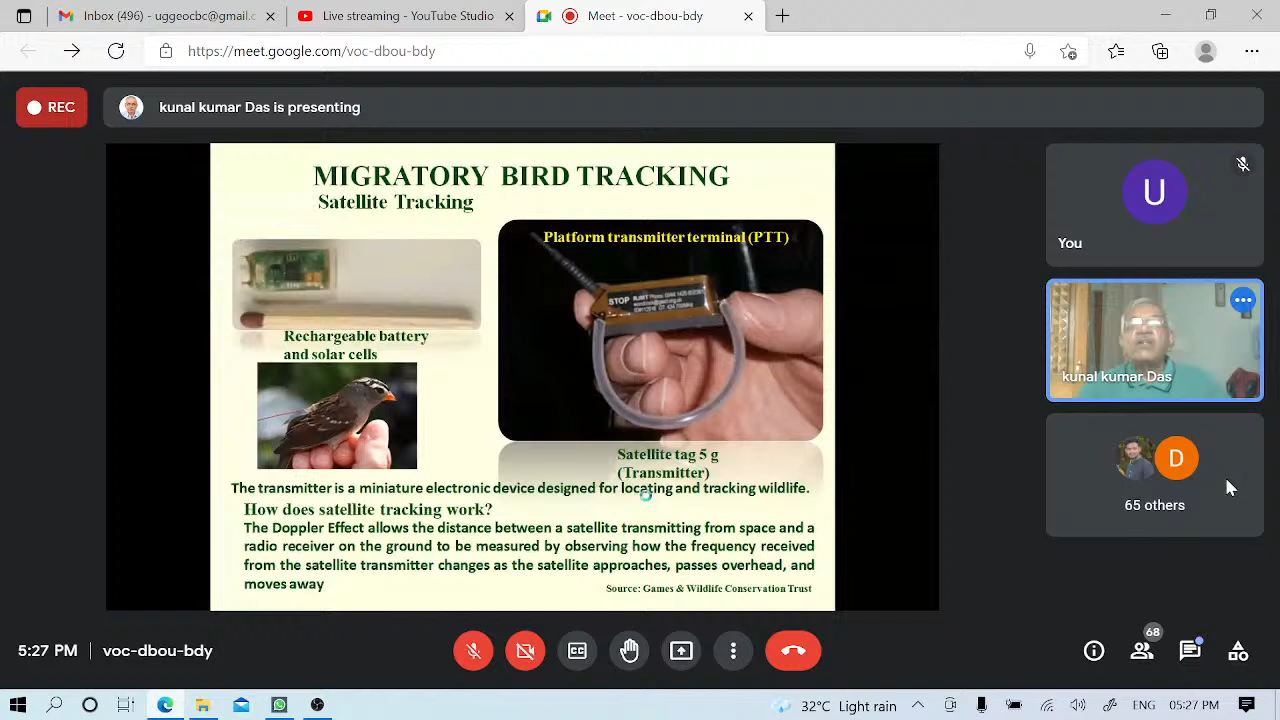 Inbox (496) - uggmail@gmail.co
(1) YouTube
Meet - voc-dbou-bdy
https://meet.google.com/voc-dbou-bdy
REC
kunal kumar Das is presenting
MIGRATORY BIRD TRACKING
Satellite Tracking
Platform transmitter terminal (PTT)
STOP
Rechargeable battery
and solar cells
Satellite tag 5 g
(Transmitter)
The transmitter is a miniature electronic device designed for locating and tracking wildlife.
How does satellite tracking work?
The Doppler Effect allows the distance between a satellite transmitting from space and a
radio receiver on the ground to be measured by observing how the frequency received
from the satellite transmitter changes as the satellite approaches, passes overhead, and
moves away
Source: Games & Wildlife Conservation Trust
U
You
kunal kumar Das
D
65 others
5:27 PM
voc-dbou-bdy
68
32°C Light rain
ENG
05:27 PM